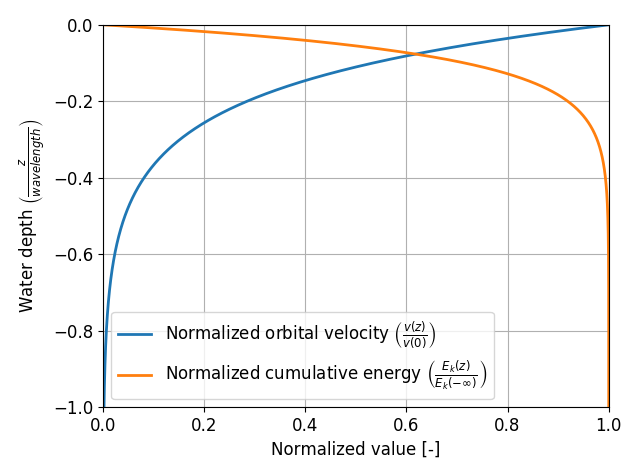 0.0
−0.2
−0.4
−0.6
−0.8
−1.0
Water depth (z/wavelength)
Normalized orbital velocity (v(z)/v(0))
Normalized cumulative energy (E_k(z)/E_k(−∞))
0.0 0.2 0.4 0.6 0.8 1.0
Normalized value [-]